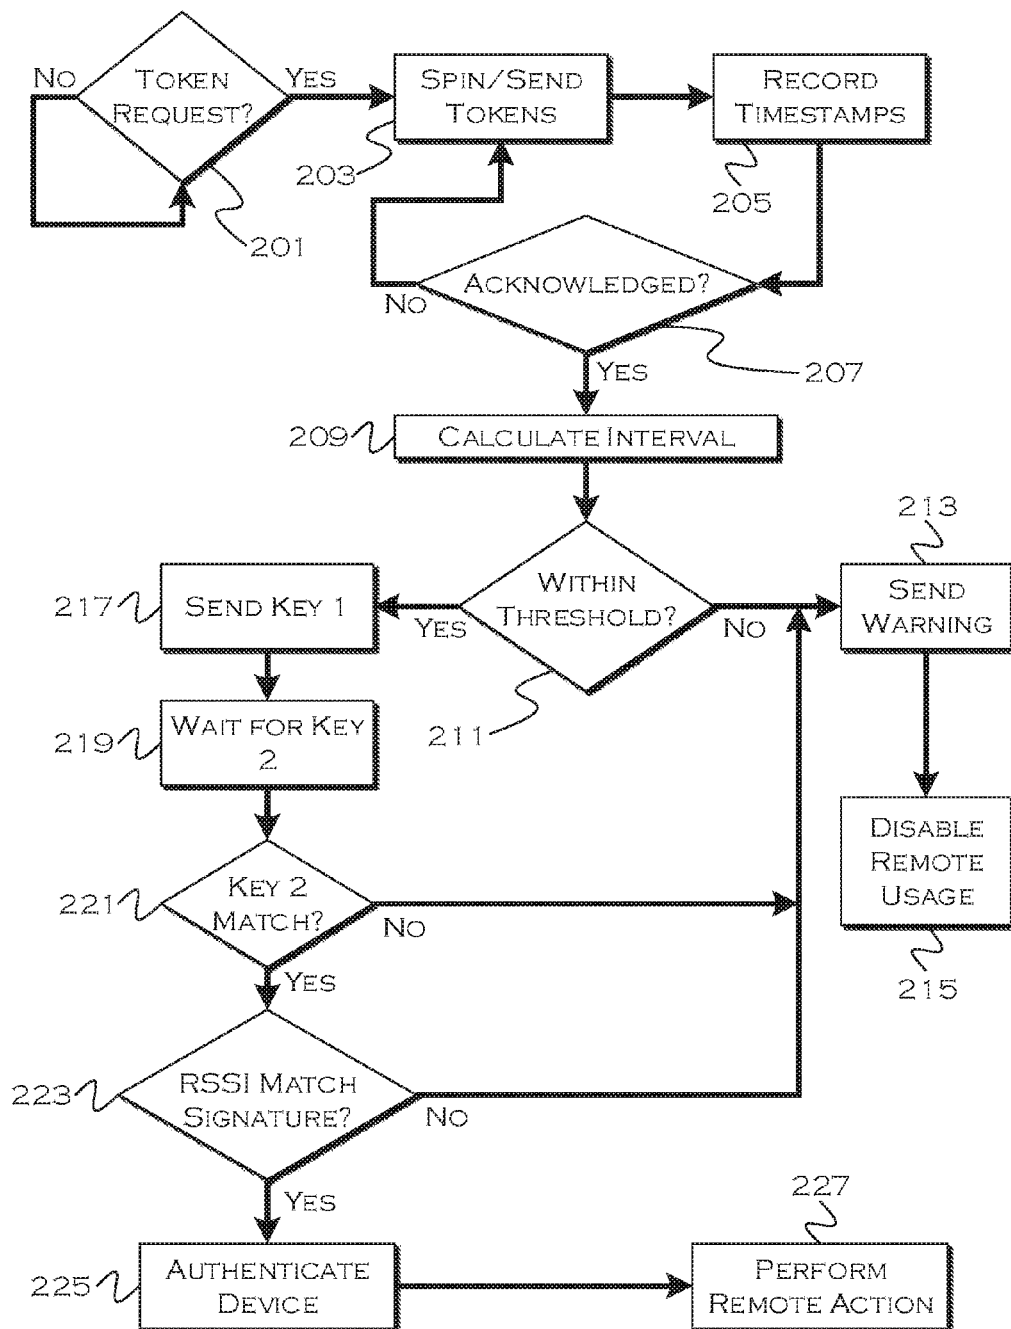 NO
TOKEN
REQUEST?
YES
201
SPIN/SEND
TOKENS
203
RECORD
TIMESTAMPS
205
ACKNOWLEDGED?
NO
207
YES
209
CALCULATE INTERVAL
213
WITHIN
THRESHOLD?
YES
NO
211
SEND
WARNING
217
SEND KEY 1
219
WAIT FOR KEY
2
DISABLE
REMOTE
USAGE
215
221
KEY 2
MATCH?
NO
YES
223
RSSI MATCH
SIGNATURE?
NO
YES
225
AUTHENTICATE
DEVICE
227
PERFORM
REMOTE ACTION